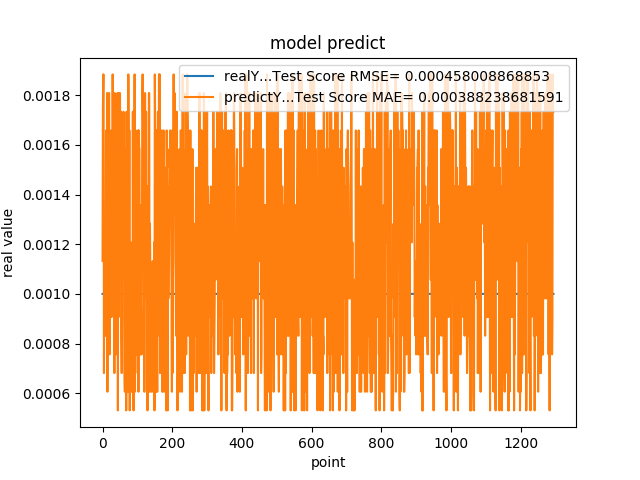 model predict
realY...Test Score RMSE= 0.000458008868853
predictY...Test Score MAE= 0.000388238681591
0.0018
0.0016
0.0014
0.0012
0.0010
0.0008
0.0006
real value
0 200 400 600 800 1000 1200
point